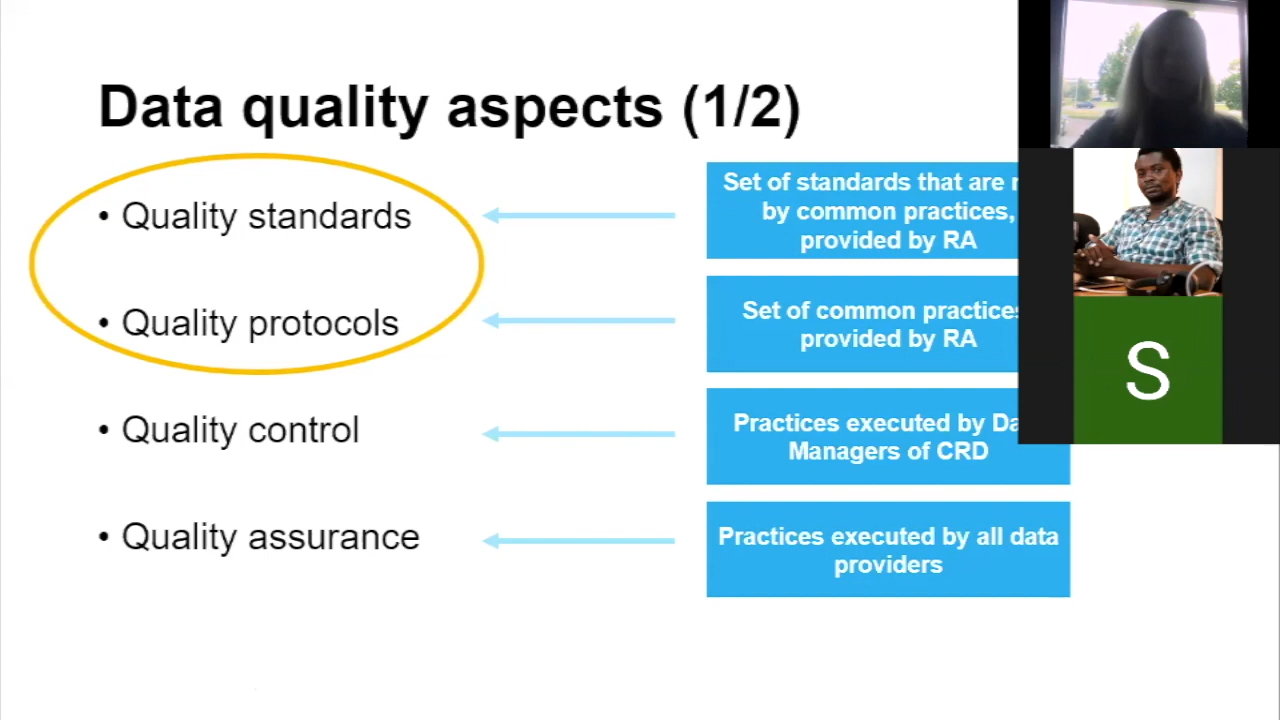 Data quality aspects (1/2)
• Quality standards
Set of standards that are
by common practices,
provided by RA
• Quality protocols
Set of common practices
provided by RA
• Quality control
Practices executed by
Managers of CRD
• Quality assurance
Practices executed by all data
providers
S